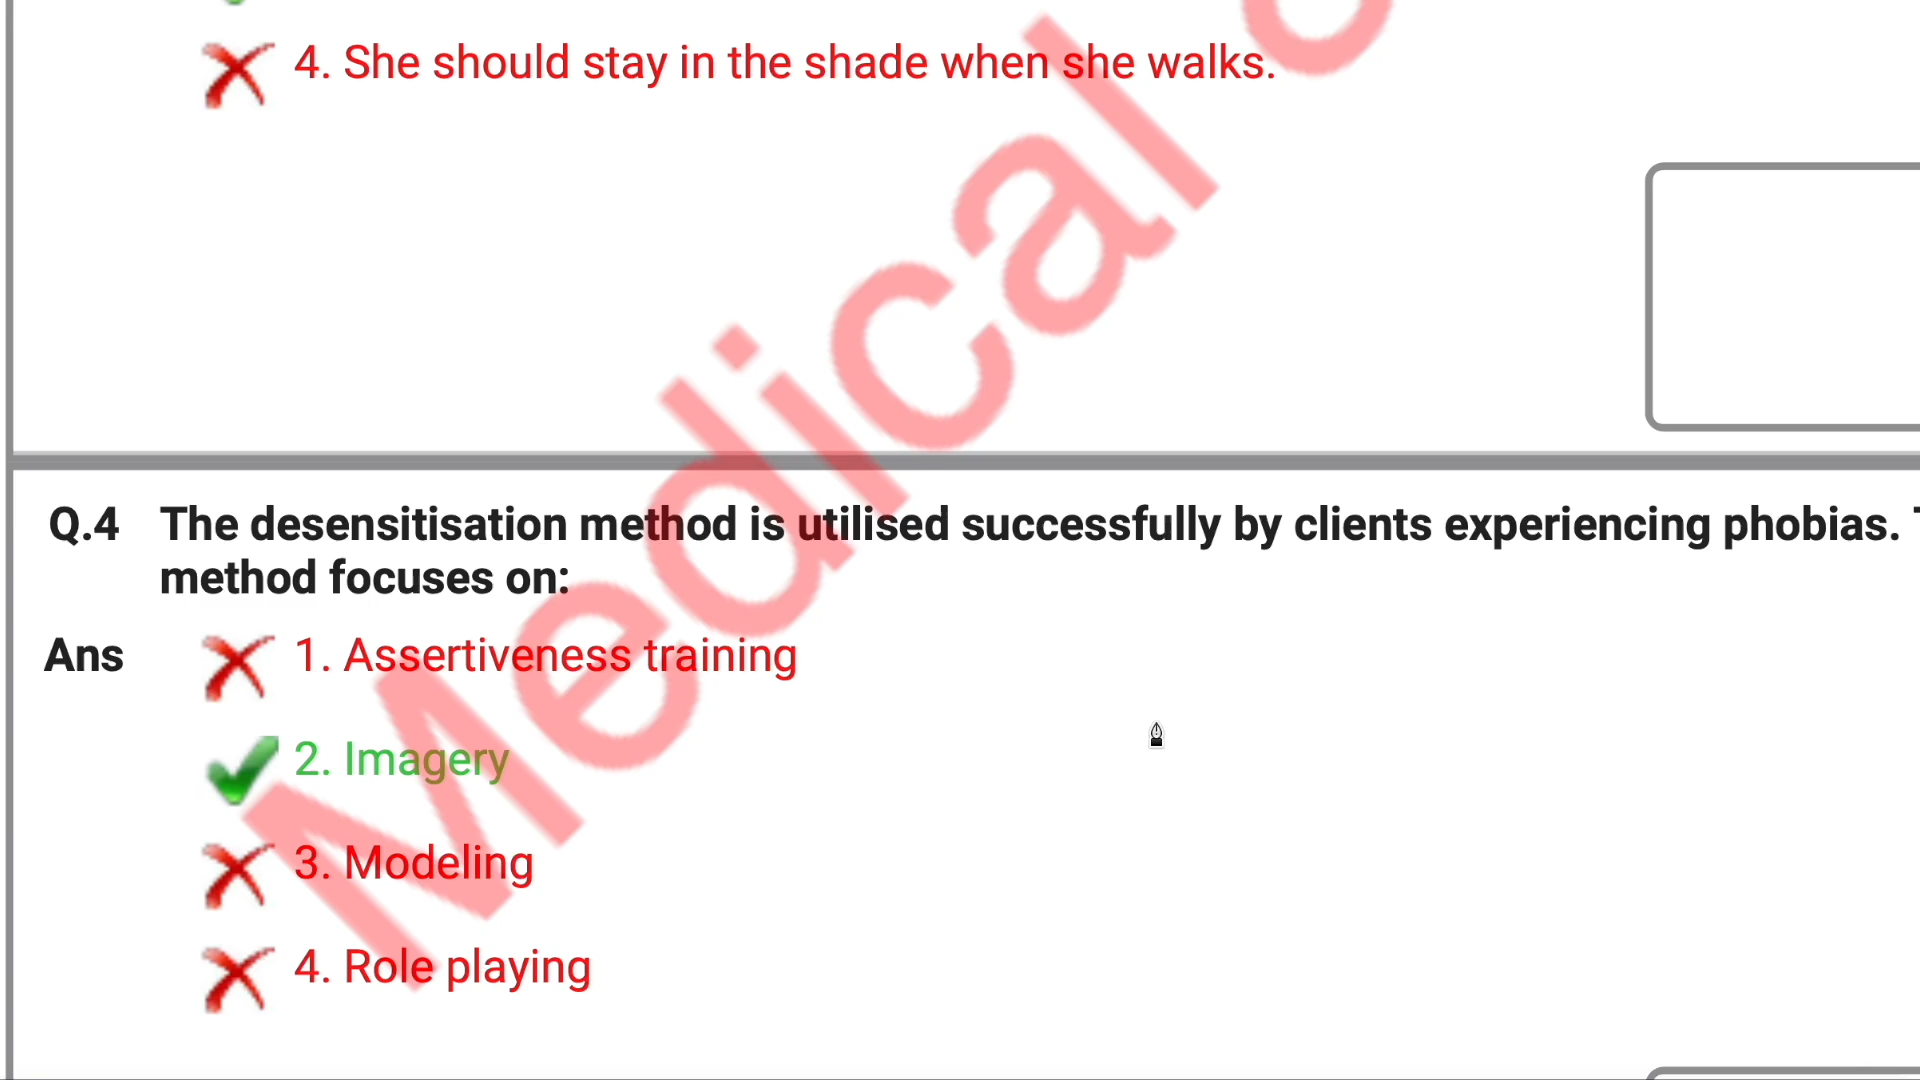 4. She should stay in the shade when she walks.
Q.4 The desensitisation method is utilised successfully by clients experiencing phobias.
method focuses on:
Ans 1. Assertiveness training
2. Imagery
3. Modeling
4. Role playing
Medical